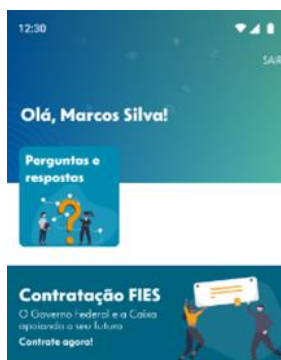 12:30
SAIR
Olá, Marcos Silva!
Perguntas e
respostas
Contratação FIES
O Governo Federal e a Caixa
apoiando o seu futuro
Contrate agora!